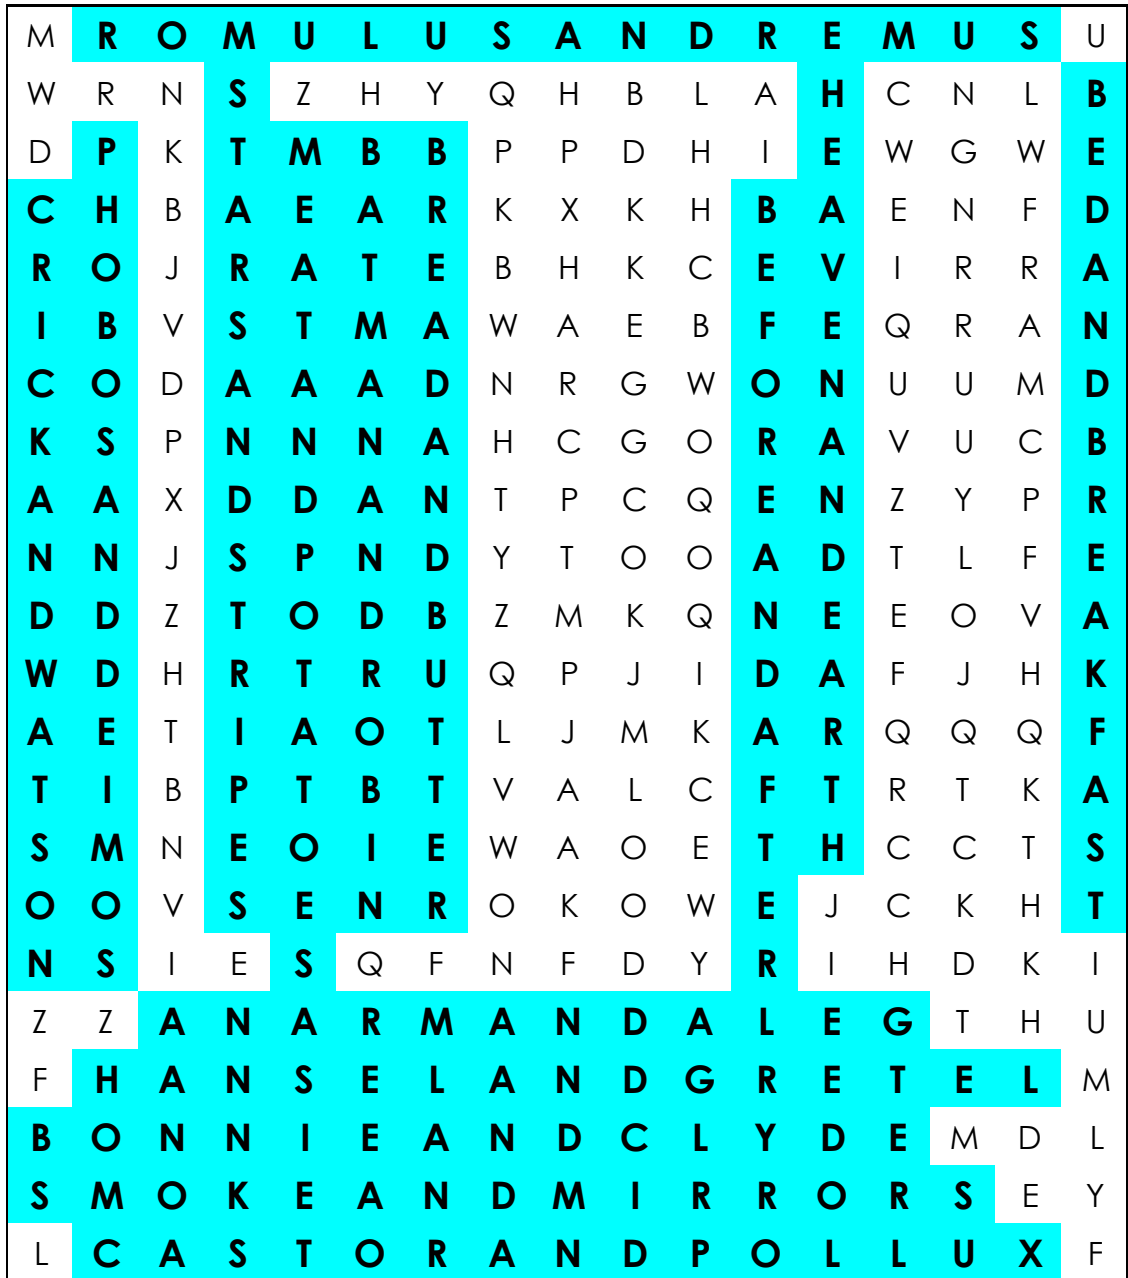 M R O M U L U S A N D R E M U S U
W R N S Z H Y Q H B L A H C N L B
D P K T M B B P P D H I E W G W E
C H B A E A R K X K H B A E N F D
R O J R A T E B H K C E V I R R A
I B V S T M A W A E B F E Q R A N
C O D A A A D N R G W O N U U M D
K S P N N N A H C G O R A V U C B
A A X D D A N T P C Q E N Z Y P R
N N J S P N D Y T O O A D T L F E
D D Z T O D B Z M K Q N E E O V A
W D H R T R U Q P J I D A F J H K
A E T I A O T L J M K A R Q Q Q F
T I B P T B T V A L C F T R T K A
S M N E O I E W A O E T H C C T S
O O V S E N R O K O W E J C K H T
N S I E S Q F N F D Y R I H D K I
Z Z A N A R M A N D A L E G T H U
F H A N S E L A N D G R E T E L M
B O N N I E A N D C L Y D E M D L
S M O K E A N D M I R R O R S E Y
L C A S T O R A N D P O L L U X F